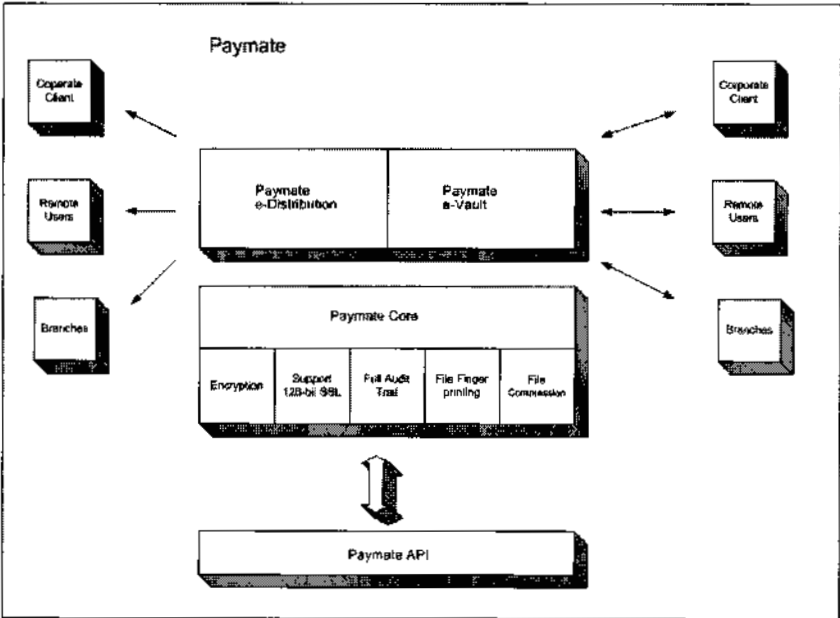 Paymate
Coperate
Client
Corporate
Client
Paymate
e-Distribution
Paymate
e-Vault
Remote
Users
Remote
Users
Branches
Branches
Paymate Core
Encryption
Support
128-bit SSL
Full Audit
Trail
File Finger
printing
File
Compression
Paymate API